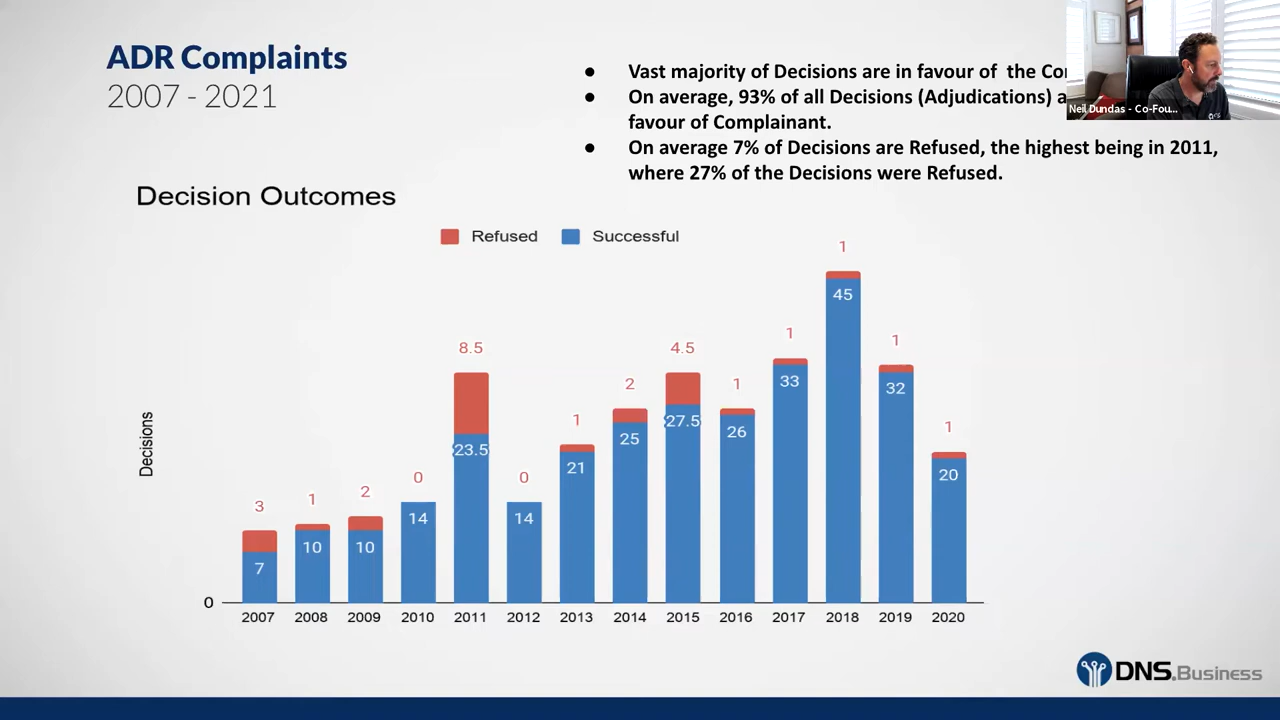 ADR Complaints
2007 - 2021
● Vast majority of Decisions are in favour of the
● On average, 93% of all Decisions (Adjudications)
favour of Complainant.
● On average 7% of Decisions are Refused, the highest being in 2011,
where 27% of the Decisions were Refused.
Neil Dundas - Co-Fou...
Decision Outcomes
Refused Successful
Decisions
3 1 2 0 8.5 0 1 2 4.5 1 1 1 1 1
7 10 10 14 23.5 14 21 25 27.5 26 33 45 32 20
0
2007 2008 2009 2010 2011 2012 2013 2014 2015 2016 2017 2018 2019 2020
DNS.Business